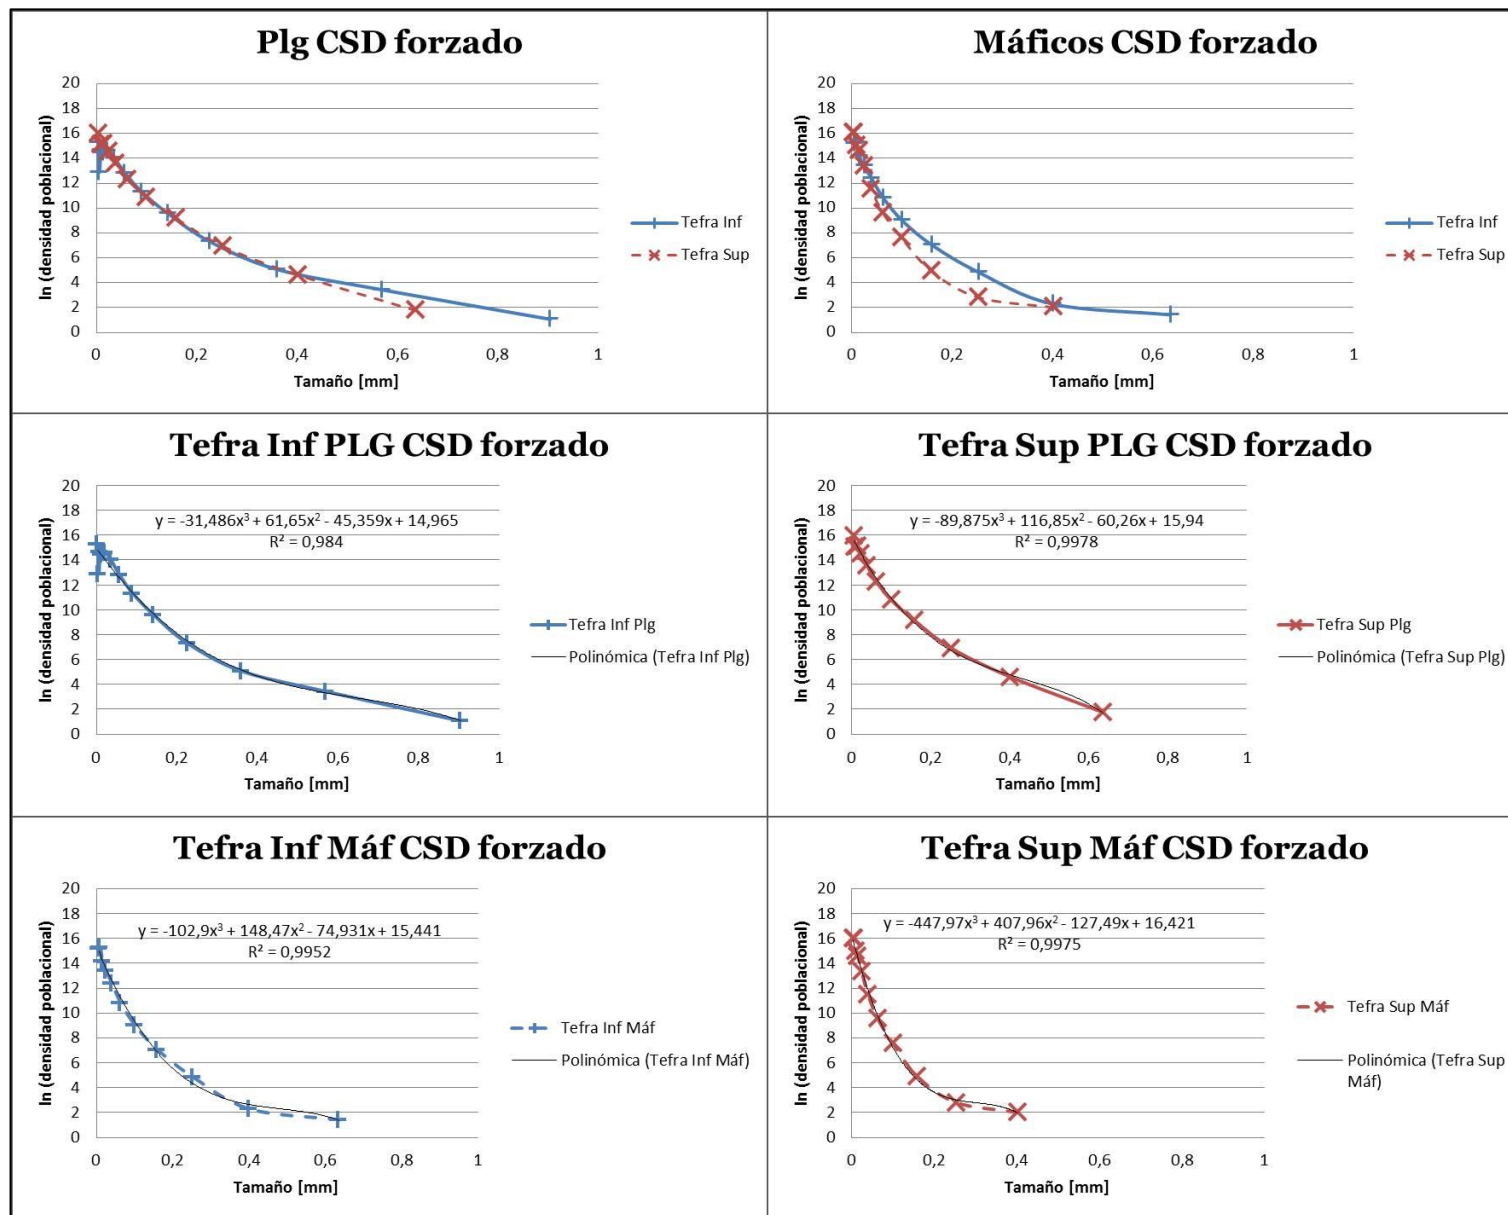 Plg CSD forzado
ln (densidad poblacional)
20
18
16
14
12
10
8
6
4
2
0
0 0,2 0,4 0,6 0,8 1
Tamaño [mm]
Tefra Inf
Tefra Sup
Máficos CSD forzado
ln (densidad poblacional)
20
18
16
14
12
10
8
6
4
2
0
0 0,2 0,4 0,6 0,8 1
Tamaño [mm]
Tefra Inf
Tefra Sup
Tefra Inf PLG CSD forzado
ln (densidad poblacional)
20
18
16
14
12
10
8
6
4
2
0
y = -31,486x³ + 61,65x² - 45,359x + 14,965
R² = 0,984
0 0,2 0,4 0,6 0,8 1
Tamaño [mm]
Tefra Inf Plg
Polinómica (Tefra Inf Plg)
Tefra Sup PLG CSD forzado
ln (densidad poblacional)
20
18
16
14
12
10
8
6
4
2
0
y = -89,875x³ + 116,85x² - 60,26x + 15,94
R² = 0,9978
0 0,2 0,4 0,6 0,8 1
Tamaño [mm]
Tefra Sup Plg
Polinómica (Tefra Sup Plg)
Tefra Inf Máf CSD forzado
ln (densidad poblacional)
20
18
16
14
12
10
8
6
4
2
0
y = -102,9x³ + 148,47x² - 74,931x + 15,441
R² = 0,9952
0 0,2 0,4 0,6 0,8 1
Tamaño [mm]
Tefra Inf Máf
Polinómica (Tefra Inf Máf)
Tefra Sup Máf CSD forzado
ln (densidad poblacional)
20
18
16
14
12
10
8
6
4
2
0
y = -447,97x³ + 407,96x² - 127,49x + 16,421
R² = 0,9975
0 0,2 0,4 0,6 0,8 1
Tamaño [mm]
Tefra Sup Máf
Polinómica (Tefra Sup
Máf)